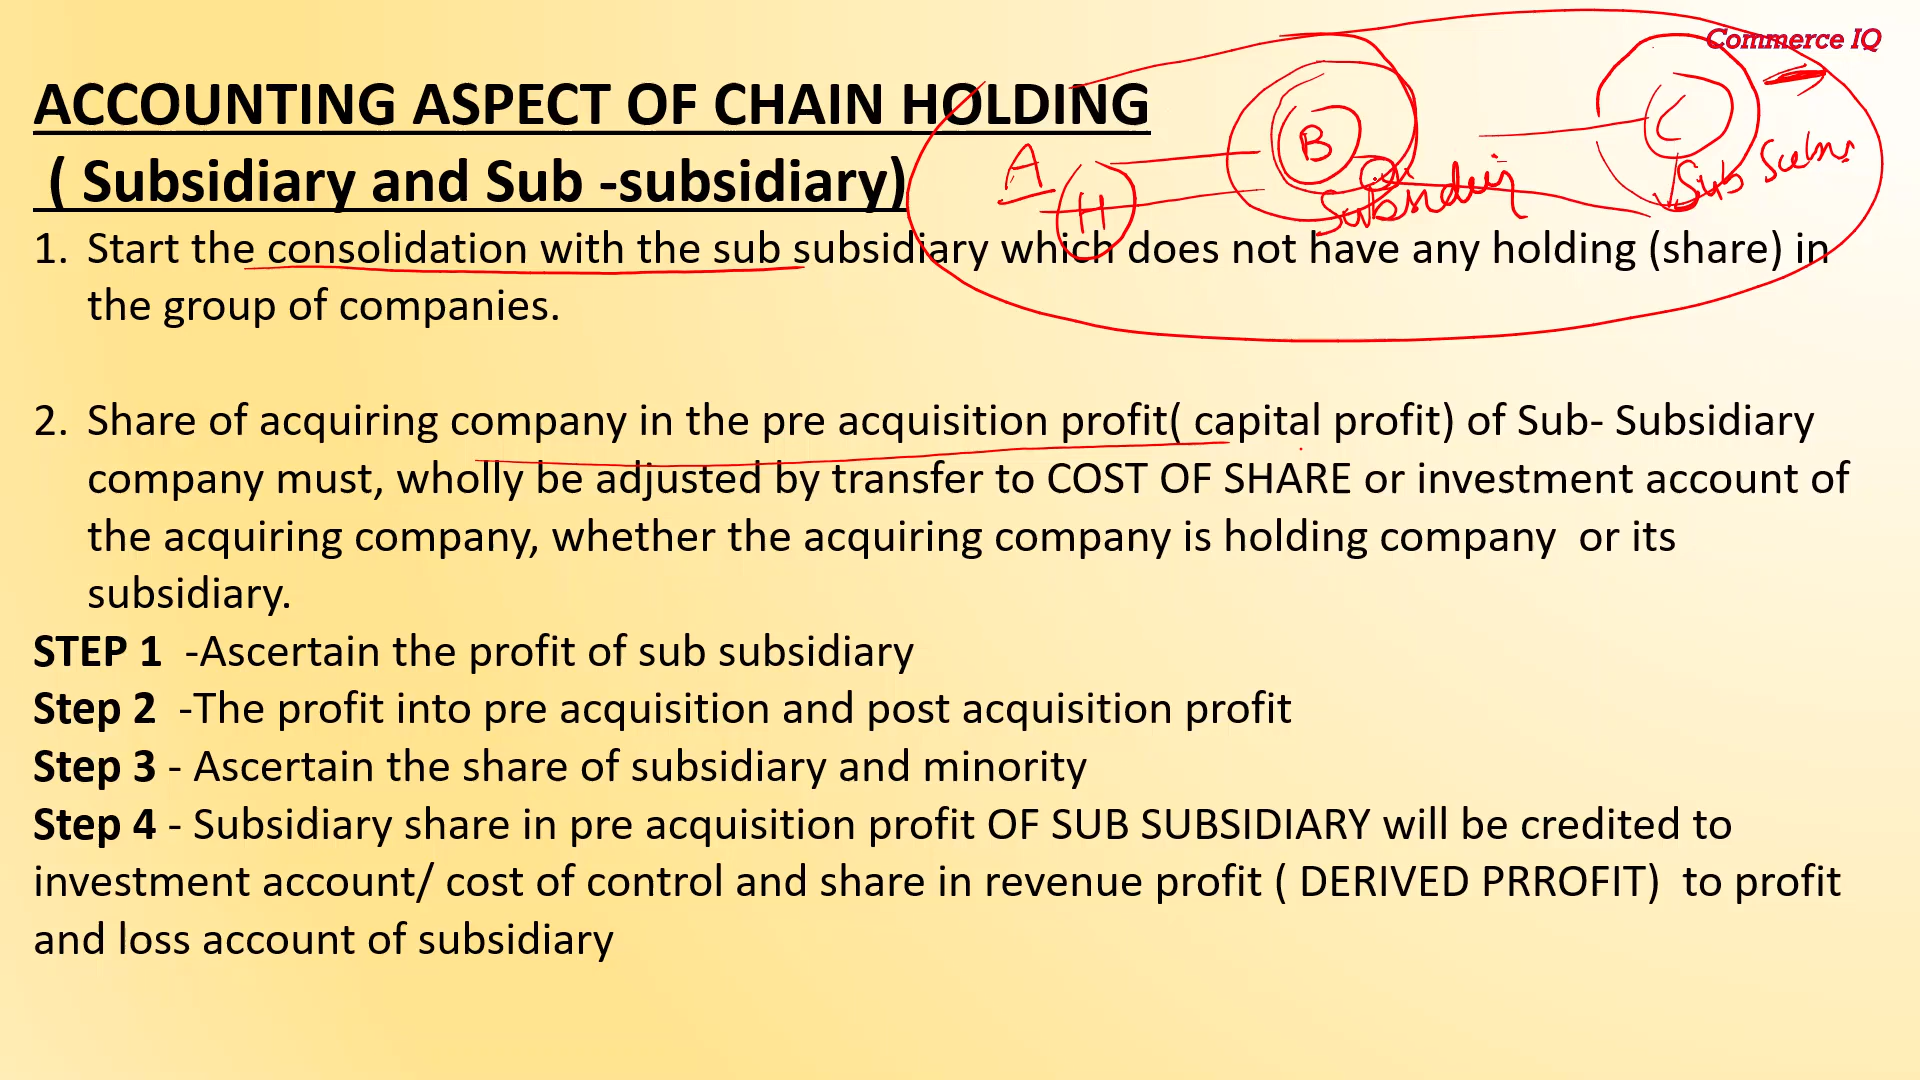 Commerce IQ
ACCOUNTING ASPECT OF CHAIN HOLDING
( Subsidiary and Sub -subsidiary)
A
H
B
Subsidiary
C
Sub
1. Start the consolidation with the sub subsidiary which does not have any holding (share) in
the group of companies.
2. Share of acquiring company in the pre acquisition profit( capital profit) of Sub- Subsidiary
company must, wholly be adjusted by transfer to COST OF SHARE or investment account of
the acquiring company, whether the acquiring company is holding company or its
subsidiary.
STEP 1 -Ascertain the profit of sub subsidiary
Step 2 -The profit into pre acquisition and post acquisition profit
Step 3 - Ascertain the share of subsidiary and minority
Step 4 - Subsidiary share in pre acquisition profit OF SUB SUBSIDIARY will be credited to
investment account/ cost of control and share in revenue profit ( DERIVED PRROFIT) to profit
and loss account of subsidiary